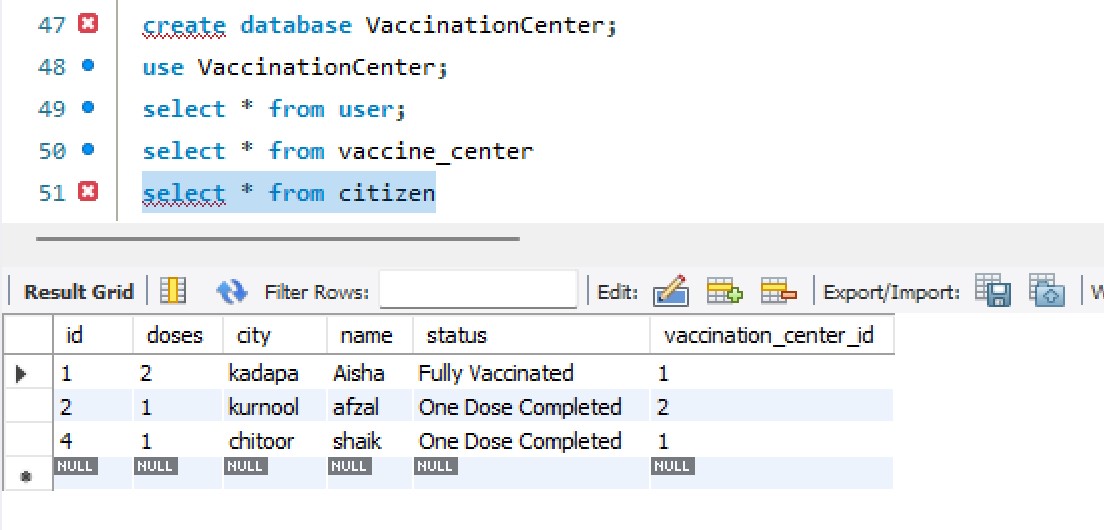 47 create database VaccinationCenter;
48 use VaccinationCenter;
49 select * from user;
50 select * from vaccine_center
51 select * from citizen
Result Grid Filter Rows: Edit: Export/Import: W
id doses city name status vaccination_center_id
1 2 kadapa Aisha Fully Vaccinated 1
2 1 kurnool afzal One Dose Completed 2
4 1 chitoor shaik One Dose Completed 1
NULL NULL NULL NULL NULL NULL